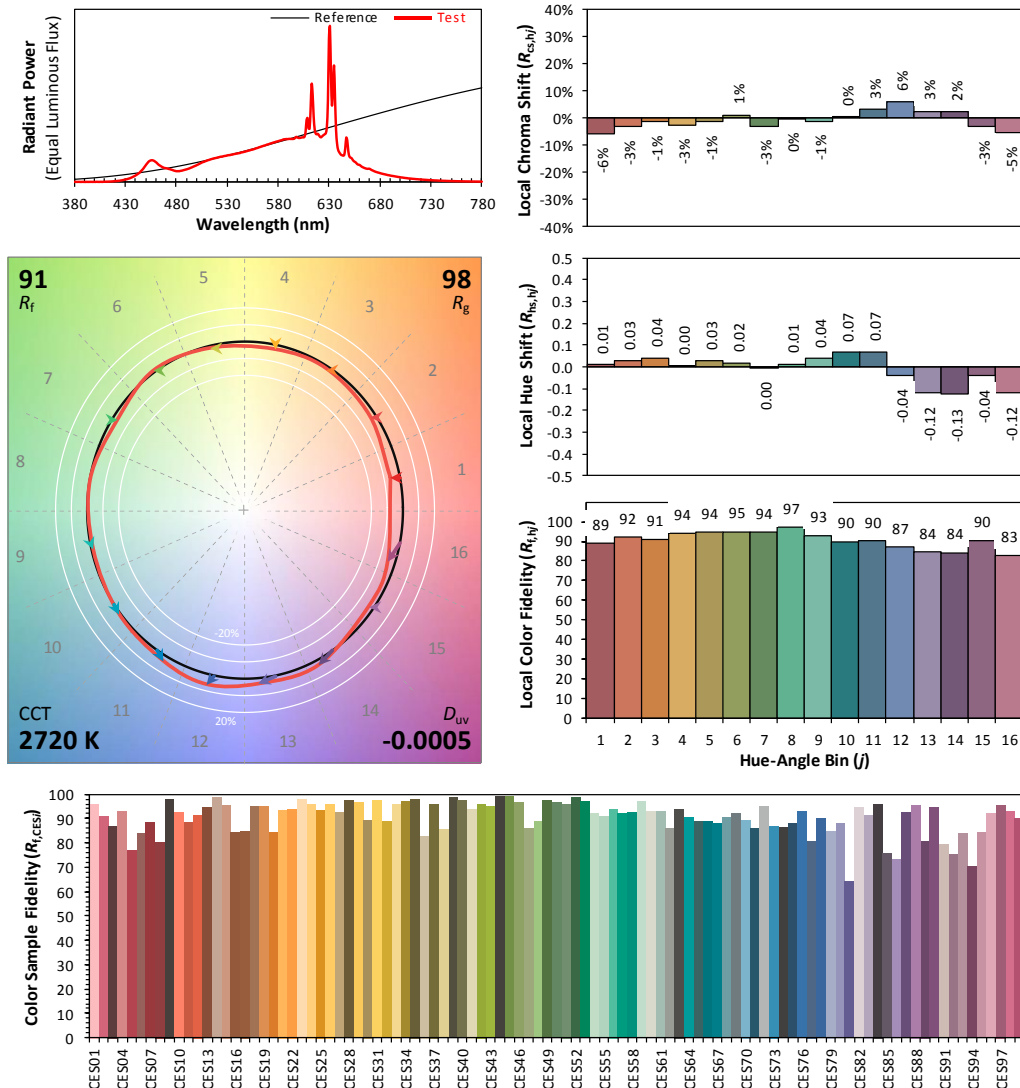 Reference
Test
Radiant Power
(Equal Luminous Flux)
380 430 480 530 580 630 680 730 780
Wavelength (nm)
Local Chroma Shift (Rcs,hj)
40%
30%
20%
10%
0%
-10%
-20%
-30%
-40%
-6% -3% -1% -3% -1% 1% -3% 0% -1% 0% 3% 6% 3% 2% -3% -5%
91
Rf
98
Rg
5 4
6 3
7 2
8 1
9 16
10 15
11 14
12 13
-20%
20%
CCT
2720 K
Duv
-0.0005
Local Hue Shift (Rhs,hj)
0.5
0.4
0.3
0.2
0.1
0.0
-0.1
-0.2
-0.3
-0.4
-0.5
0.01 0.03 0.04 0.00 0.03 0.02 0.00 0.01 0.04 0.07 0.07 -0.04 -0.12 -0.13 -0.04 -0.12
Local Color Fidelity (Rf,hj)
100
90
80
70
60
50
40
30
20
10
0
89 92 91 94 94 95 94 97 93 90 90 87 84 84 90 83
1 2 3 4 5 6 7 8 9 10 11 12 13 14 15 16
Hue-Angle Bin (j)
Color Sample Fidelity (Rf,CESi)
100
90
80
70
60
50
40
30
20
10
0
CES01 CES04 CES07 CES10 CES13 CES16 CES19 CES22 CES25 CES28 CES31 CES34 CES37 CES40 CES43 CES46 CES49 CES52 CES55 CES58 CES61 CES64 CES67 CES70 CES73 CES76 CES79 CES82 CES85 CES88 CES91 CES94 CES97